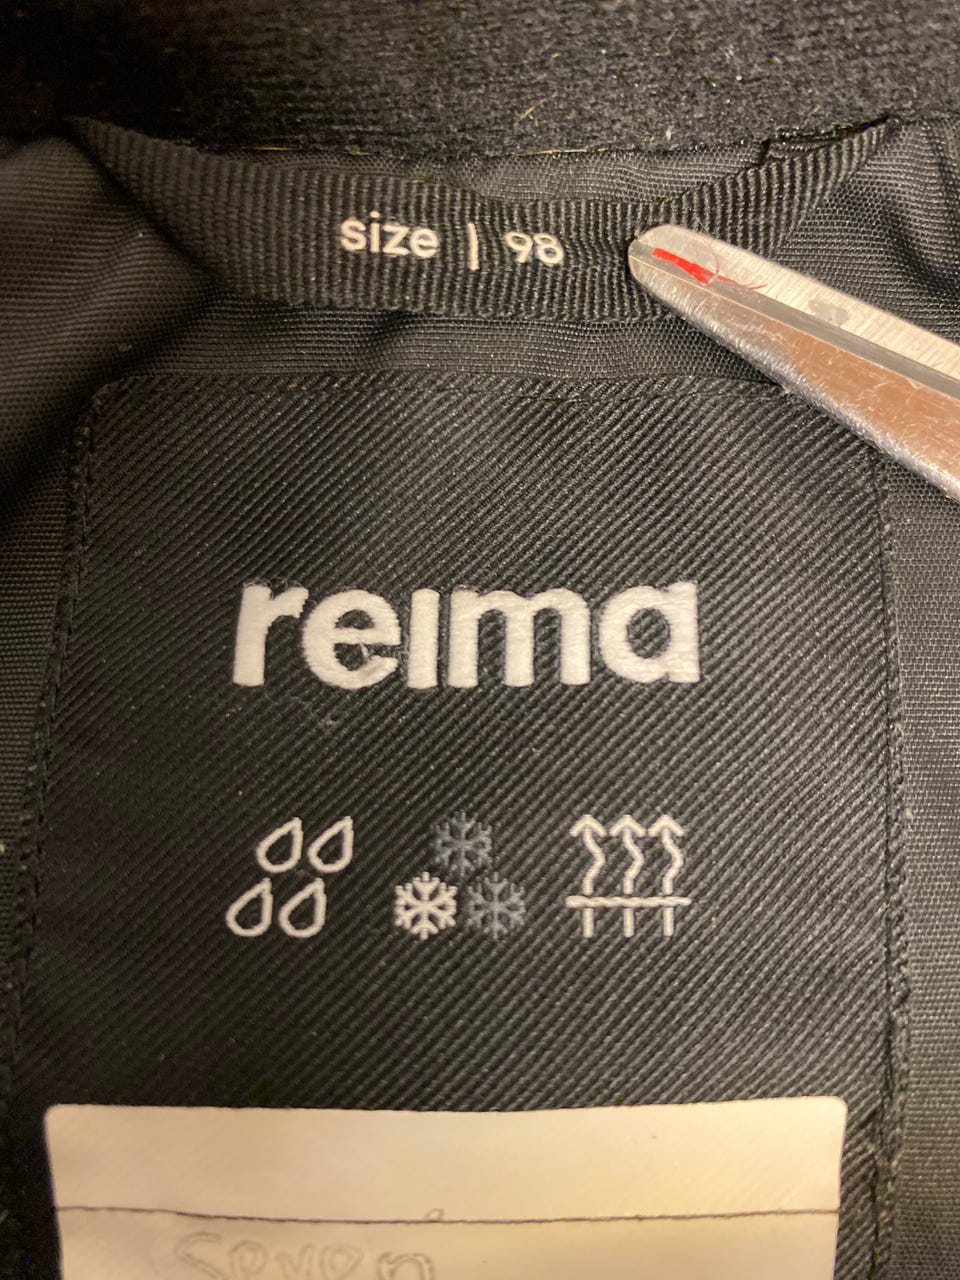 size | 98
reima